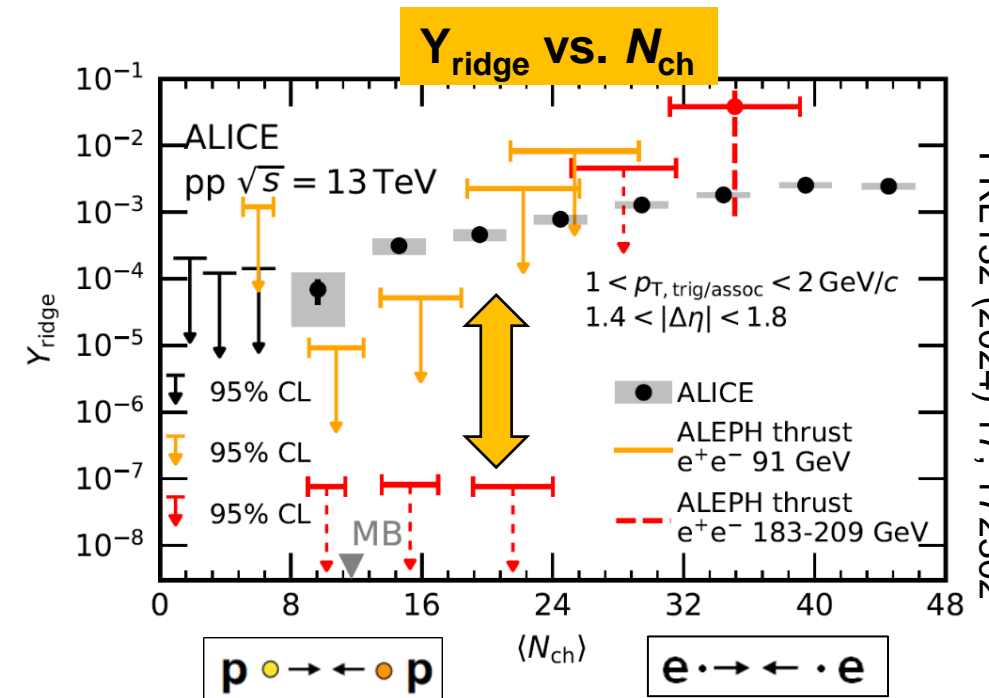 Y_ridge vs. N_ch
10⁻¹
10⁻²
10⁻³
10⁻⁴
10⁻⁵
10⁻⁶
10⁻⁷
10⁻⁸
Y_ridge
ALICE
pp √s = 13 TeV
1 < p_T, trig/assoc < 2 GeV/c
1.4 < |Δη| < 1.8
95% CL
95% CL
95% CL
ALICE
ALEPH thrust
e⁺e⁻ 91 GeV
ALEPH thrust
e⁺e⁻ 183-209 GeV
MB
0 8 16 24 32 40 48
⟨N_ch⟩
p p
e e
(2024) 17, 172302